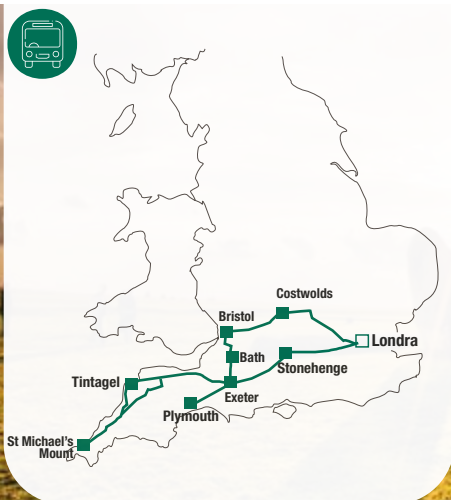 Costwolds
Bristol
Londra
Bath
Stonehenge
Tintagel
Exeter
Plymouth
St Michael's
Mount